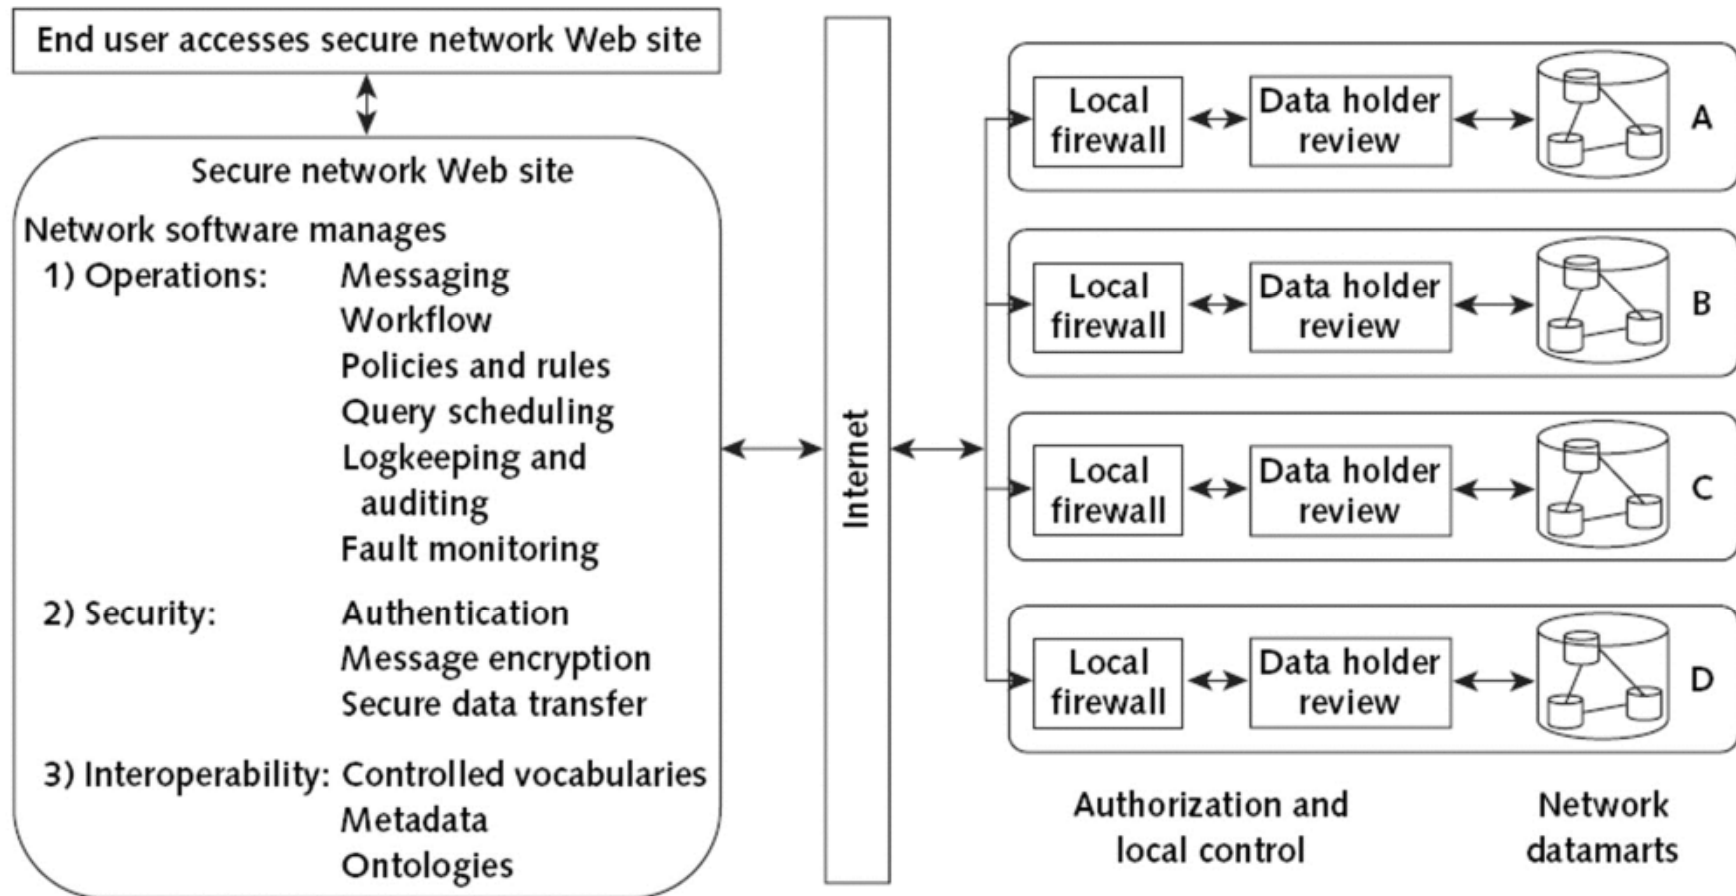 End user accesses secure network Web site
Secure network Web site
Network software manages
1) Operations: Messaging
Workflow
Policies and rules
Query scheduling
Logkeeping and
auditing
Fault monitoring
2) Security: Authentication
Message encryption
Secure data transfer
3) Interoperability: Controlled vocabularies
Metadata
Ontologies
Internet
Local
firewall
Data holder
review
A
Local
firewall
Data holder
review
B
Local
firewall
Data holder
review
C
Local
firewall
Data holder
review
D
Authorization and
local control
Network
datamarts